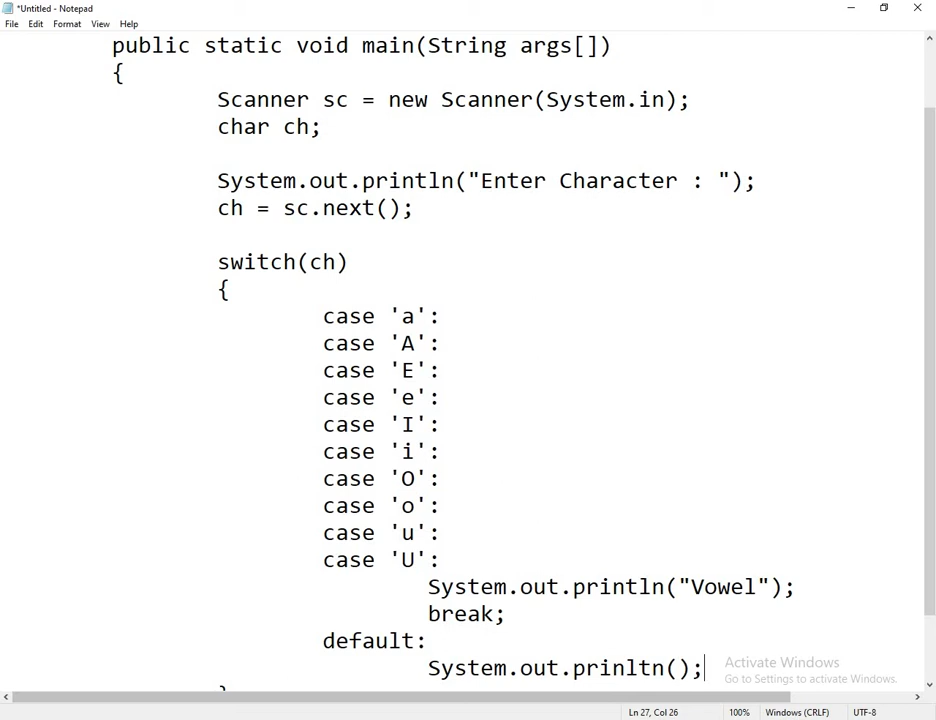 *Untitled - Notepad
File Edit Format View Help
public static void main(String args[])
{
Scanner sc = new Scanner(System.in);
char ch;
System.out.println("Enter Character : ");
ch = sc.next();
switch(ch)
{
case 'a':
case 'A':
case 'E':
case 'e':
case 'I':
case 'i':
case 'O':
case 'o':
case 'u':
case 'U':
System.out.println("Vowel");
break;
default:
System.out.prinltn();
Activate Windows
Go to Settings to activate Windows.
Ln 27, Col 26 100% Windows (CRLF) UTF-8